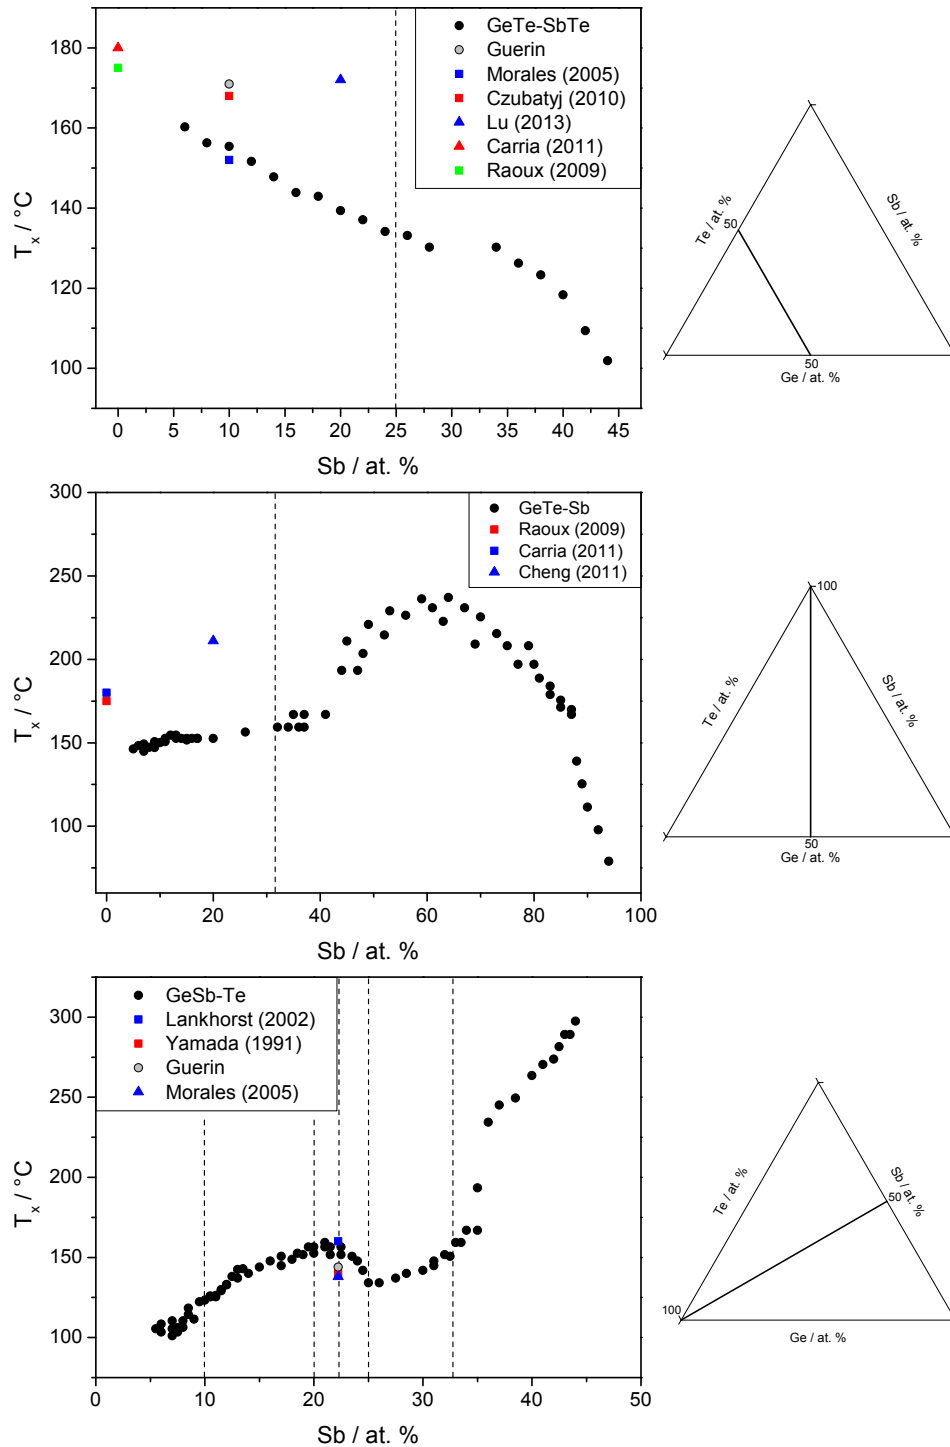 GeTe-SbTe
Guerin
Morales (2005)
Czubatyj (2010)
Lu (2013)
Carria (2011)
Raoux (2009)
180
160
140
120
100
Tx / °C
0
5
10
15
20
25
30
35
40
45
Sb / at. %
Te / at. %
Sb / at. %
50
50
Ge / at. %
GeTe-Sb
Raoux (2009)
Carria (2011)
Cheng (2011)
300
250
200
150
100
Tx / °C
0
20
40
60
80
100
Sb / at. %
100
Te / at. %
Sb / at. %
50
Ge / at. %
GeSb-Te
Lankhorst (2002)
Yamada (1991)
Guerin
Morales (2005)
300
250
200
150
100
Tx / °C
0
10
20
30
40
50
Sb / at. %
Te / at. %
Sb / at. %
50
100
Ge / at. %